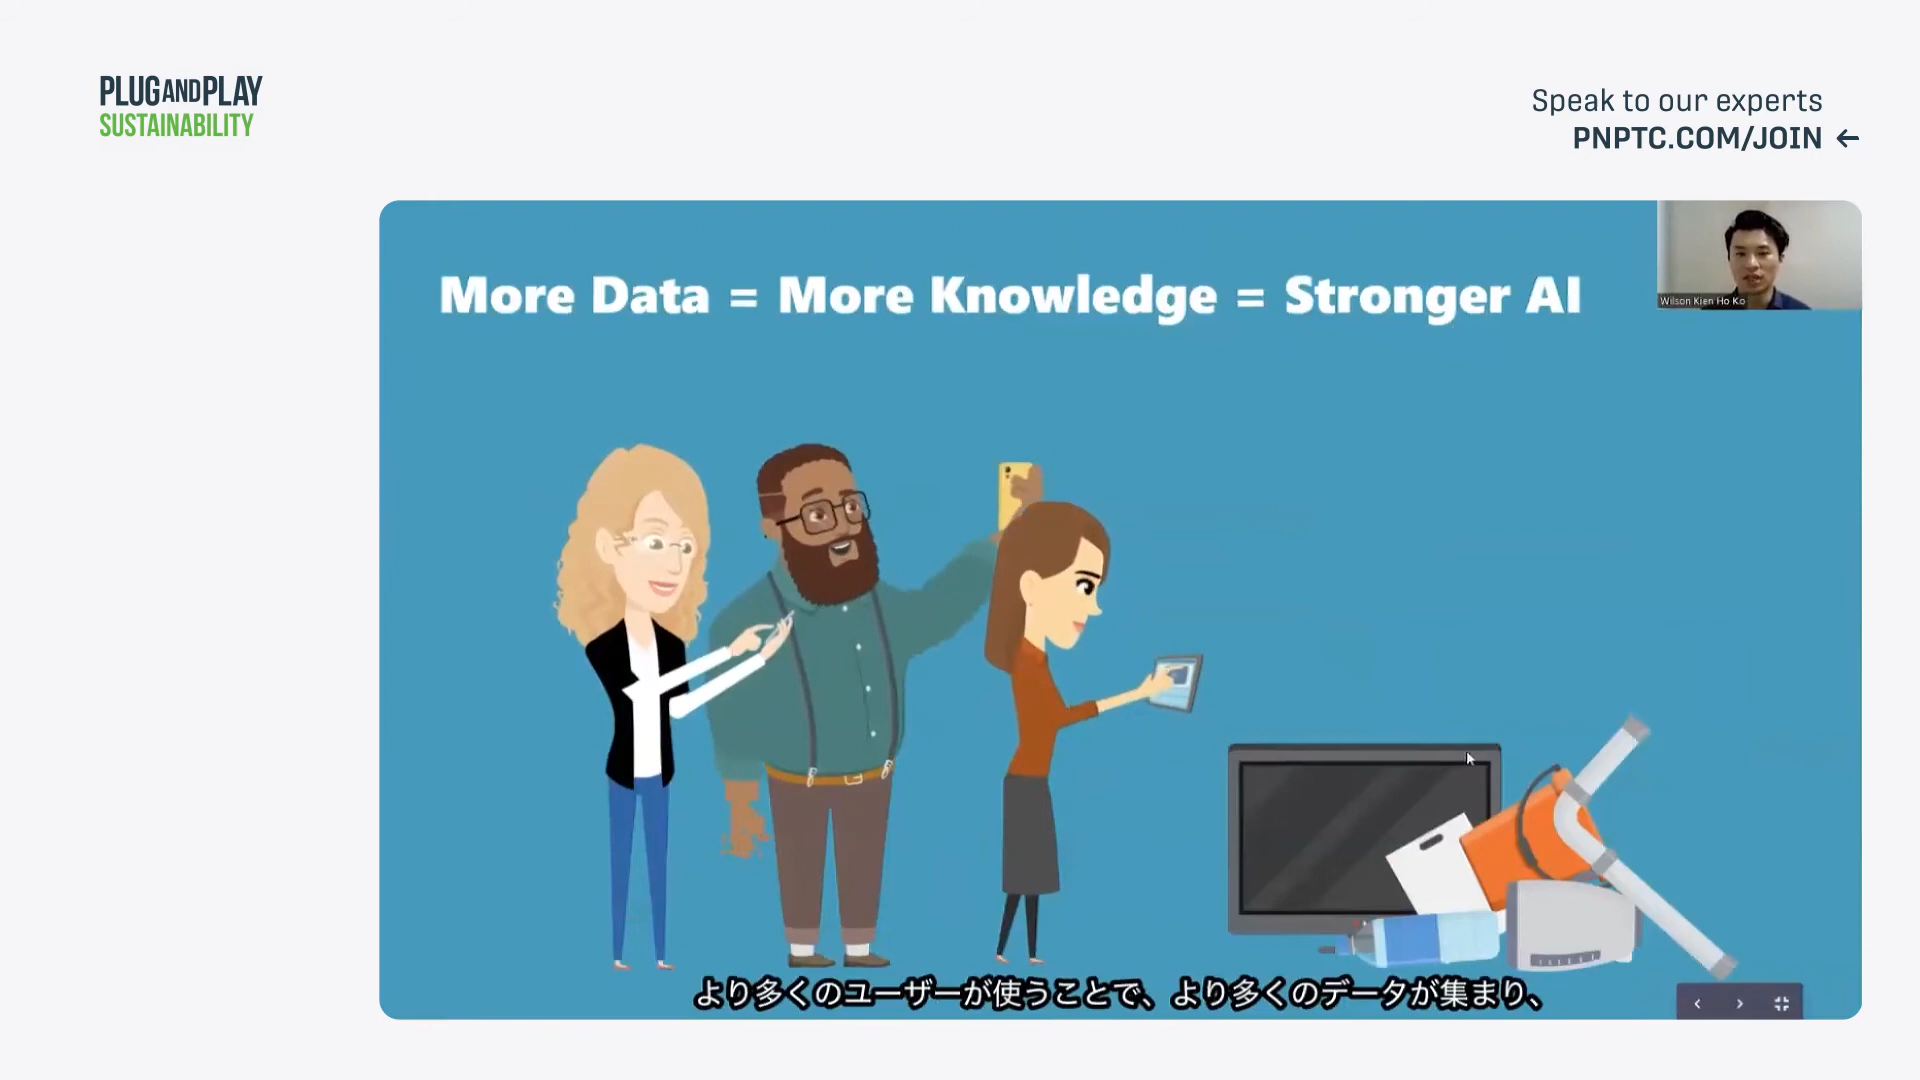 PLUGANDPLAY
SUSTAINABILITY
Speak to our experts
PNPTC.COM/JOIN ←
More Data = More Knowledge = Stronger AI
Wilson Kien Ho Ko
より多くのユーザーが使うことで、より多くのデータが集まり、